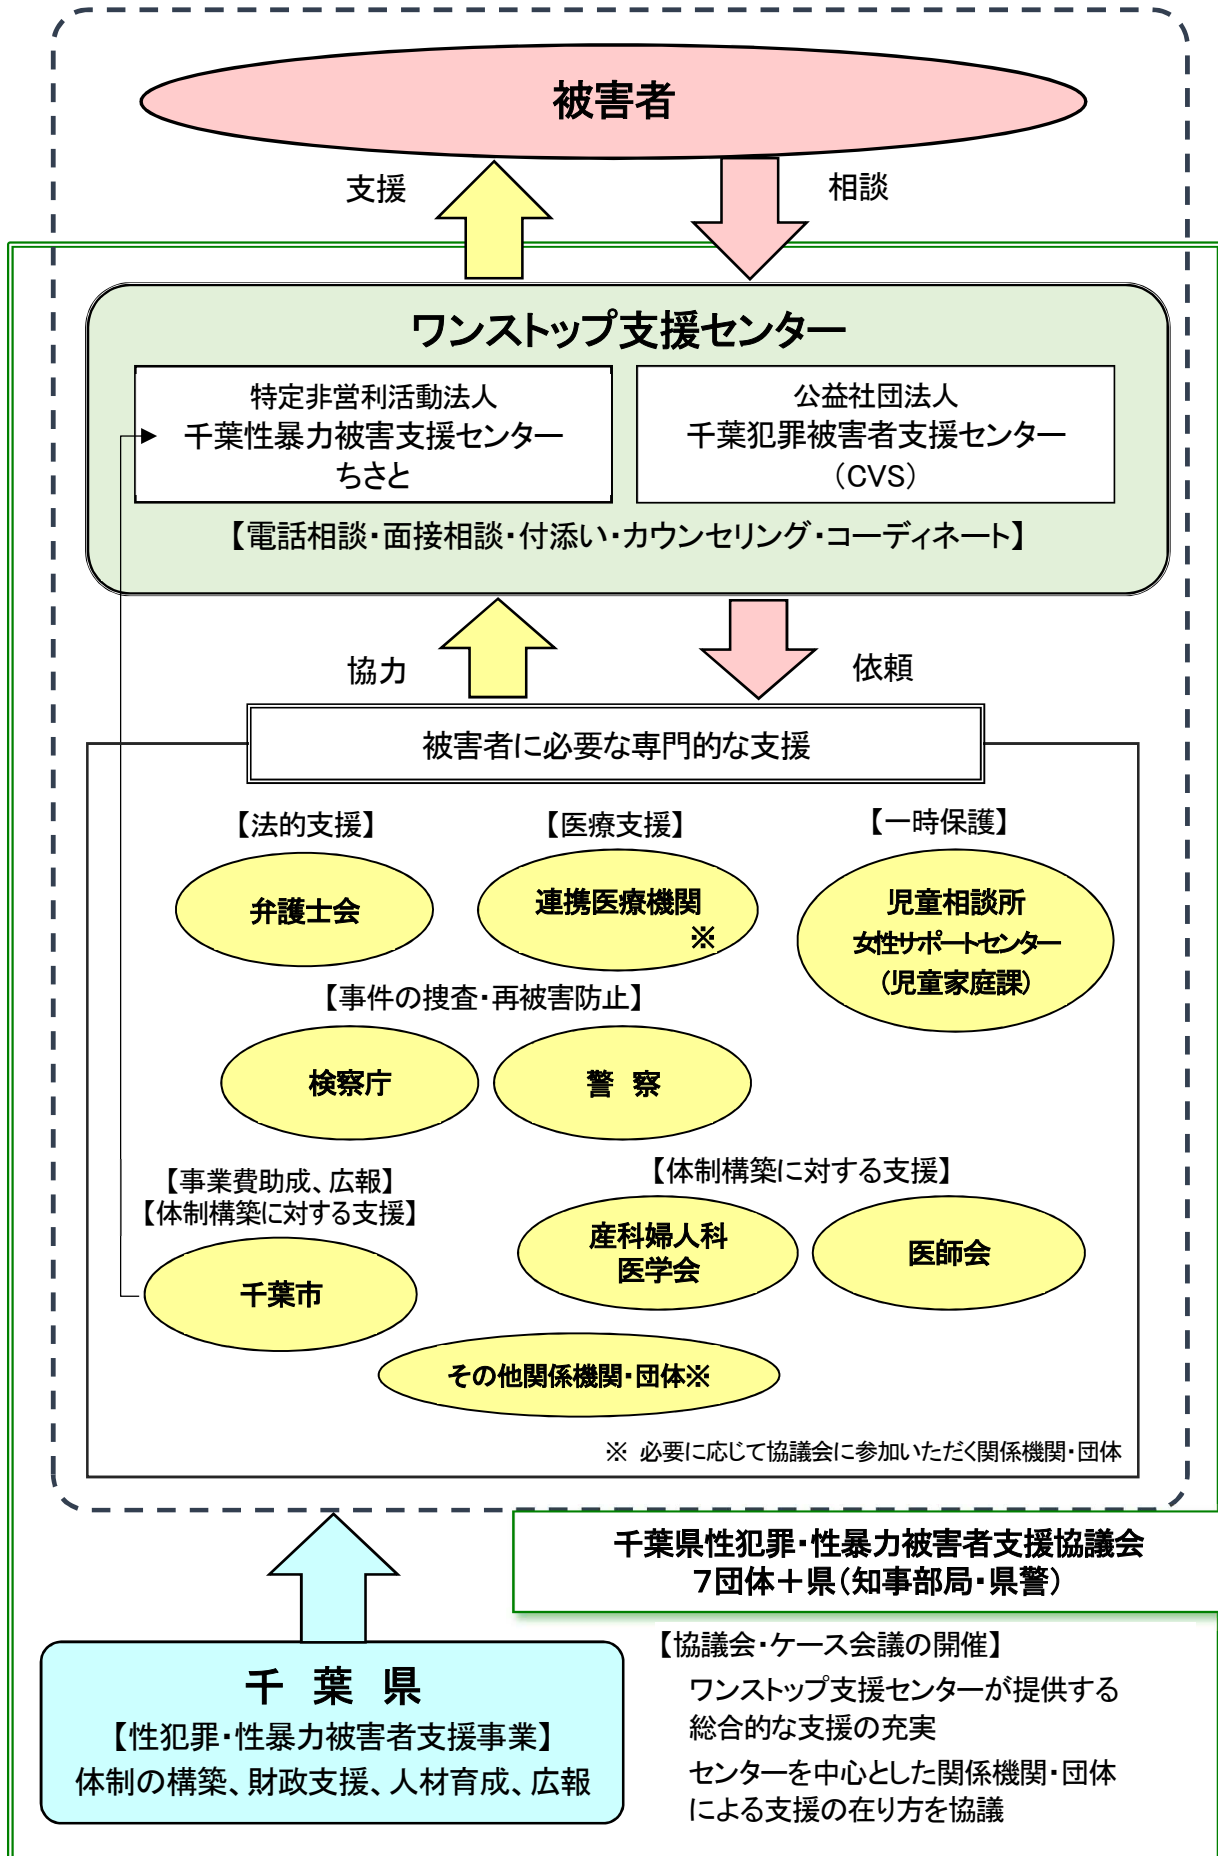 被害者
支援
相談
ワンストップ支援センター
特定非営利活動法人
千葉性暴力被害支援センター
ちさと
公益社団法人
千葉犯罪被害者支援センター
（CVS）
【電話相談・面接相談・付添い・カウンセリング・コーディネート】
協力
依頼
被害者に必要な専門的な支援
【法的支援】
弁護士会
【医療支援】
連携医療機関
※
【一時保護】
児童相談所
女性サポートセンター
（児童家庭課）
【事件の捜査・再被害防止】
検察庁
警　察
【事業費助成、広報】
【体制構築に対する支援】
千葉市
【体制構築に対する支援】
産科婦人科
医学会
医師会
その他関係機関・団体※
※ 必要に応じて協議会に参加いただく関係機関・団体
千葉県性犯罪・性暴力被害者支援協議会
７団体＋県（知事部局・県警）
千　葉　県
【性犯罪・性暴力被害者支援事業】
体制の構築、財政支援、人材育成、広報
【協議会・ケース会議の開催】
ワンストップ支援センターが提供する
総合的な支援の充実
センターを中心とした関係機関・団体
による支援の在り方を協議